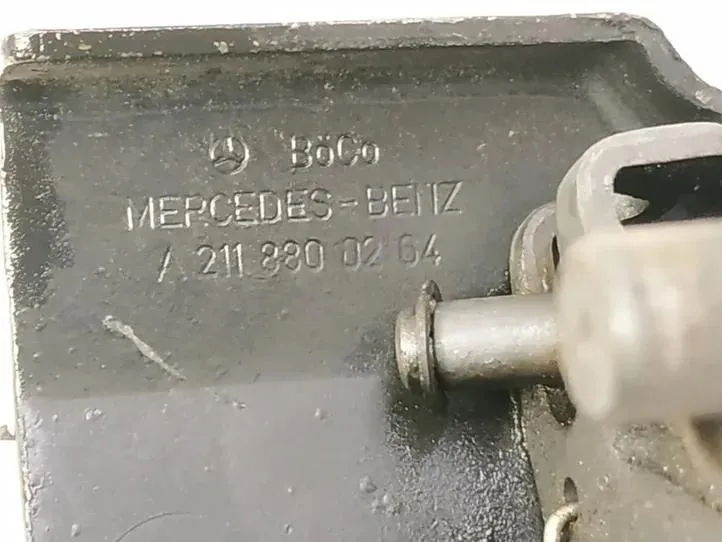 BöCo
MERCEDES-BENZ
A 211 880 02 64